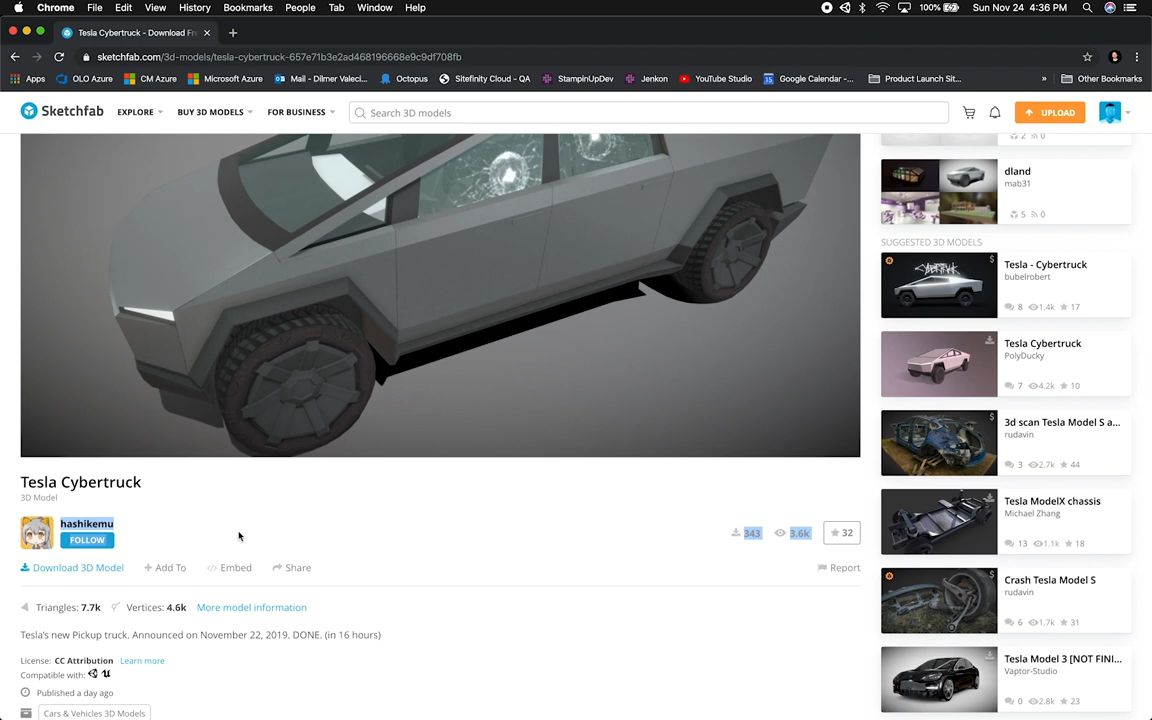 Chrome File Edit View History Bookmarks People Tab Window Help 100% Sun Nov 24 4:36 PM
Tesla Cybertruck - Download Fr
sketchfab.com/3d-models/tesla-cybertruck-657e71b3e2ad468196668e9c9df708fb
Apps OLO Azure CM Azure Microsoft Azure Mail - Dilmer Valeci... Octopus Sitefinity Cloud - QA StampinUpDev Jenkon YouTube Studio Google Calendar -... Product Launch Sit... » Other Bookmarks
Sketchfab EXPLORE BUY 3D MODELS FOR BUSINESS Search 3D models UPLOAD
2 0
dland
mab31
5 0
SUGGESTED 3D MODELS
Tesla - Cybertruck
bubelrobert
8 1.4k 17
Tesla Cybertruck
PolyDucky
7 4.2k 10
3d scan Tesla Model S a...
rudavin
3 2.7k 44
Tesla ModelX chassis
Michael Zhang
13 1.1k 18
Crash Tesla Model S
rudavin
6 1.7k 31
Tesla Model 3 [NOT FINI...
Vaptor-Studio
0 2.8k 23
Tesla Cybertruck
3D Model
hashikemu
FOLLOW
343 3.6k 32
Download 3D Model Add To Embed Share Report
Triangles: 7.7k Vertices: 4.6k More model information
Tesla's new Pickup truck. Announced on November 22, 2019. DONE. (in 16 hours)
License: CC Attribution Learn more
Compatible with:
Published a day ago
Cars & Vehicles 3D Models